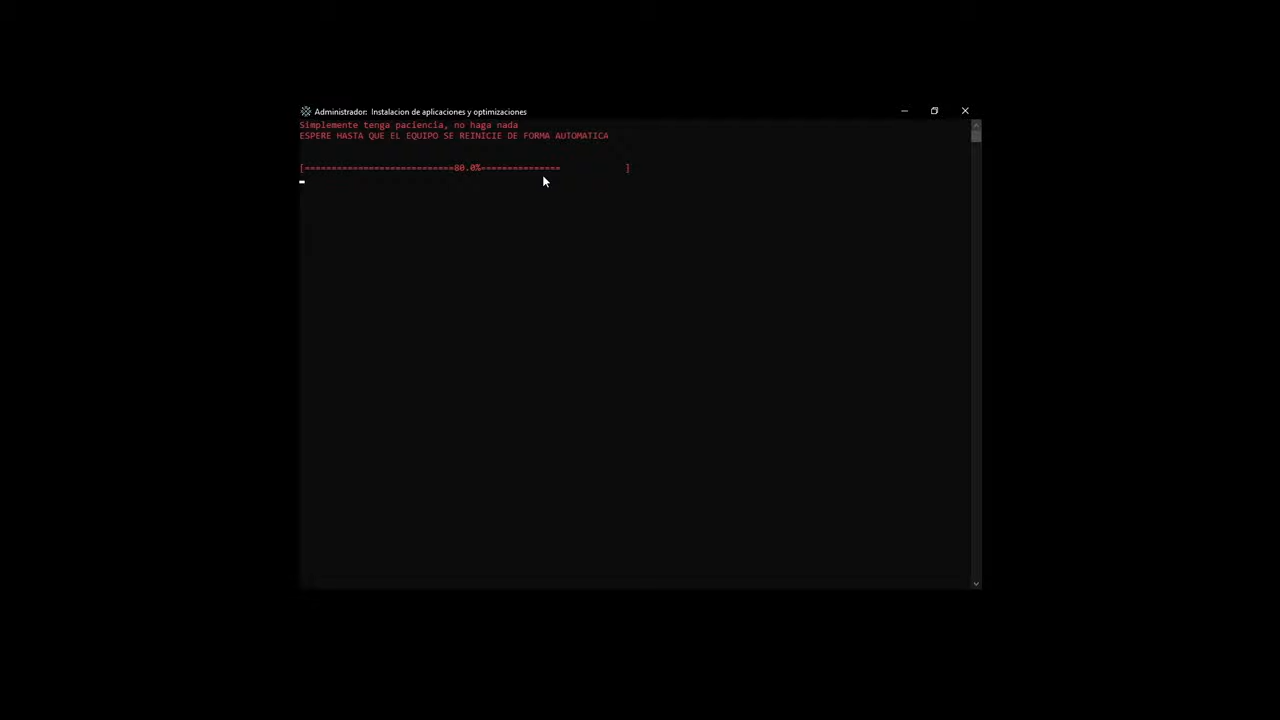 Administrador: Instalacion de aplicaciones y optimizaciones
Simplemente tenga paciencia, no haga nada
ESPERE HASTA QUE EL EQUIPO SE REINICIE DE FORMA AUTOMATICA
[============================80.0%=============== ]